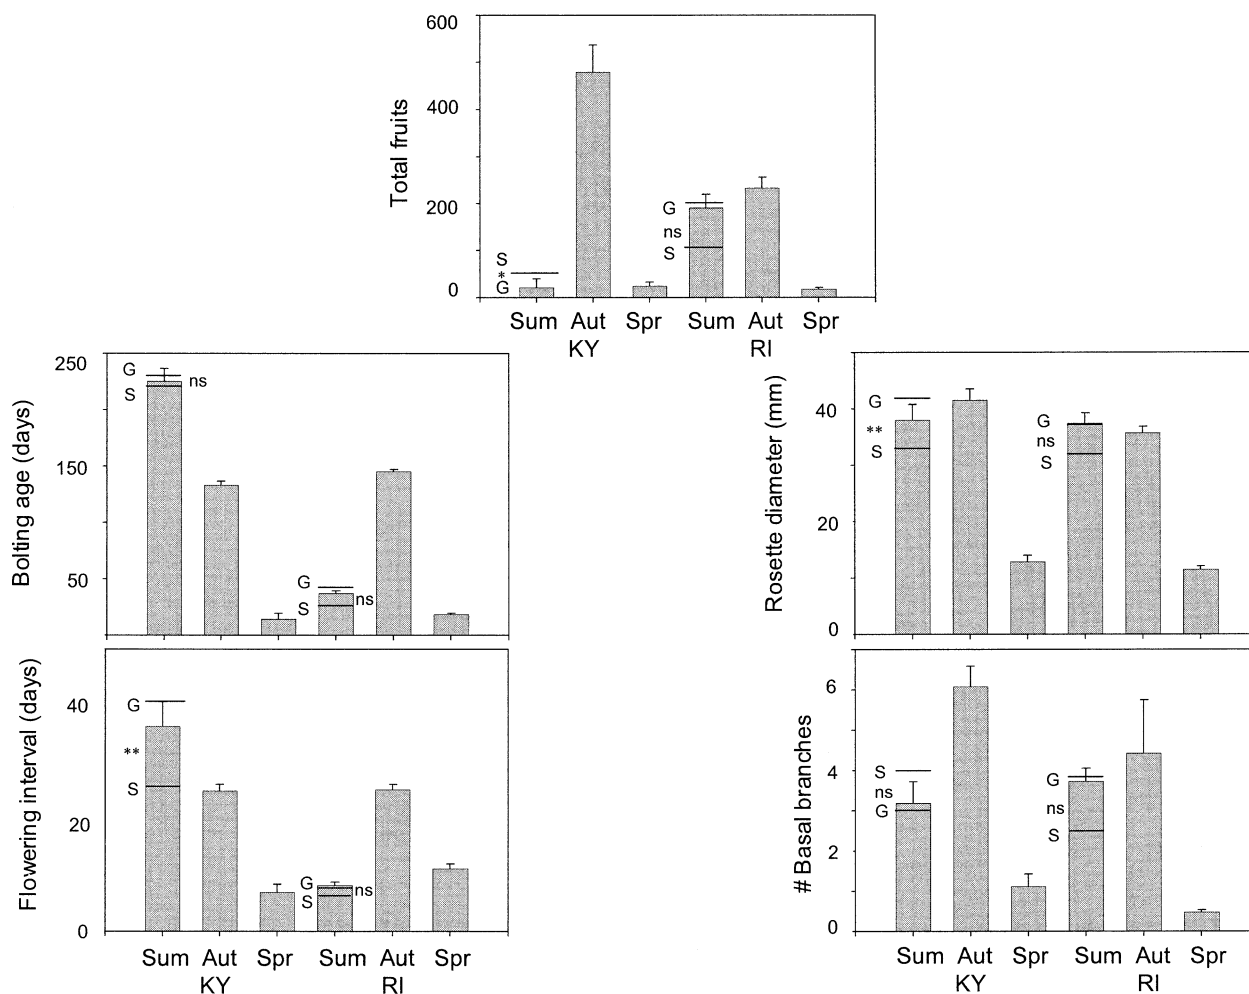 600
400
200
0
Total fruits
S
*
G
G
ns
S
Sum Aut Spr Sum Aut Spr
KY RI
250
150
50
Bolting age (days)
G
S
ns
G
S
ns
40
20
0
Rosette diameter (mm)
G
**
S
G
ns
S
40
20
0
Flowering interval (days)
G
**
S
G
S
ns
Sum Aut Spr Sum Aut Spr
KY RI
6
4
2
0
# Basal branches
S
ns
G
G
ns
S
Sum Aut Spr Sum Aut Spr
KY RI